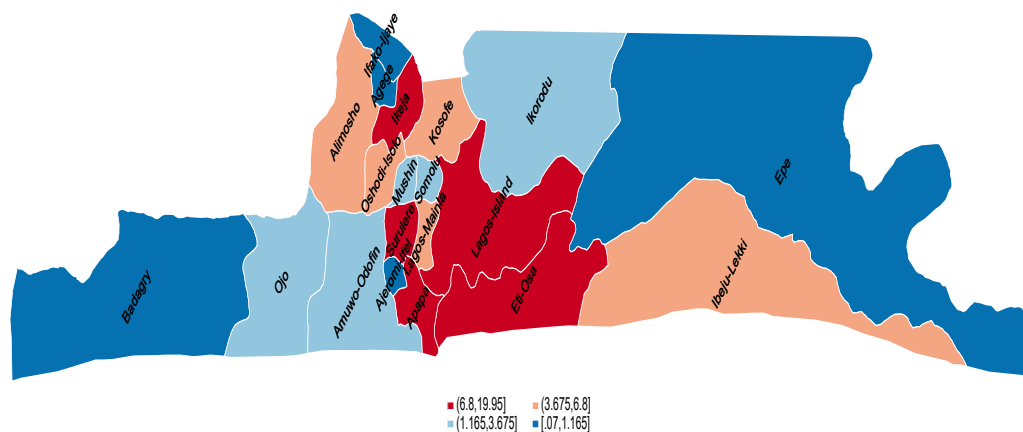 Ifako-Ijaye
Agege
Ikeja
Alimosho
Kosofe
Oshodi-Isolo
Mushin
Somolu
Ikorodu
Epe
Surulere
Lagos-Mainla
Lagos-Island
Ajeromi-Ifel
Amuwo-Odofin
Apapa
Eti-Osa
Ibeju-Lekki
Ojo
Badagry
(6.8,19.95] (3.675,6.8]
(1.165,3.675] [.07,1.165]